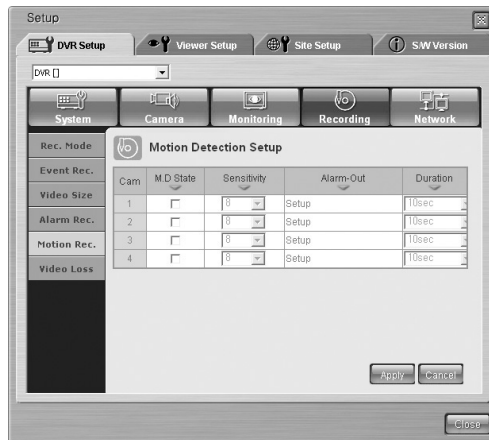 Setup
DVR Setup
Viewer Setup
Site Setup
S/W Version
DVR []
System
Camera
Monitoring
Recording
Network
Rec. Mode
Event Rec.
Video Size
Alarm Rec.
Motion Rec.
Video Loss
Motion Detection Setup
Cam M.D State Sensitivity Alarm-Out Duration
1 8 Setup 10sec
2 8 Setup 10sec
3 8 Setup 10sec
4 8 Setup 10sec
Apply Cancel
Close